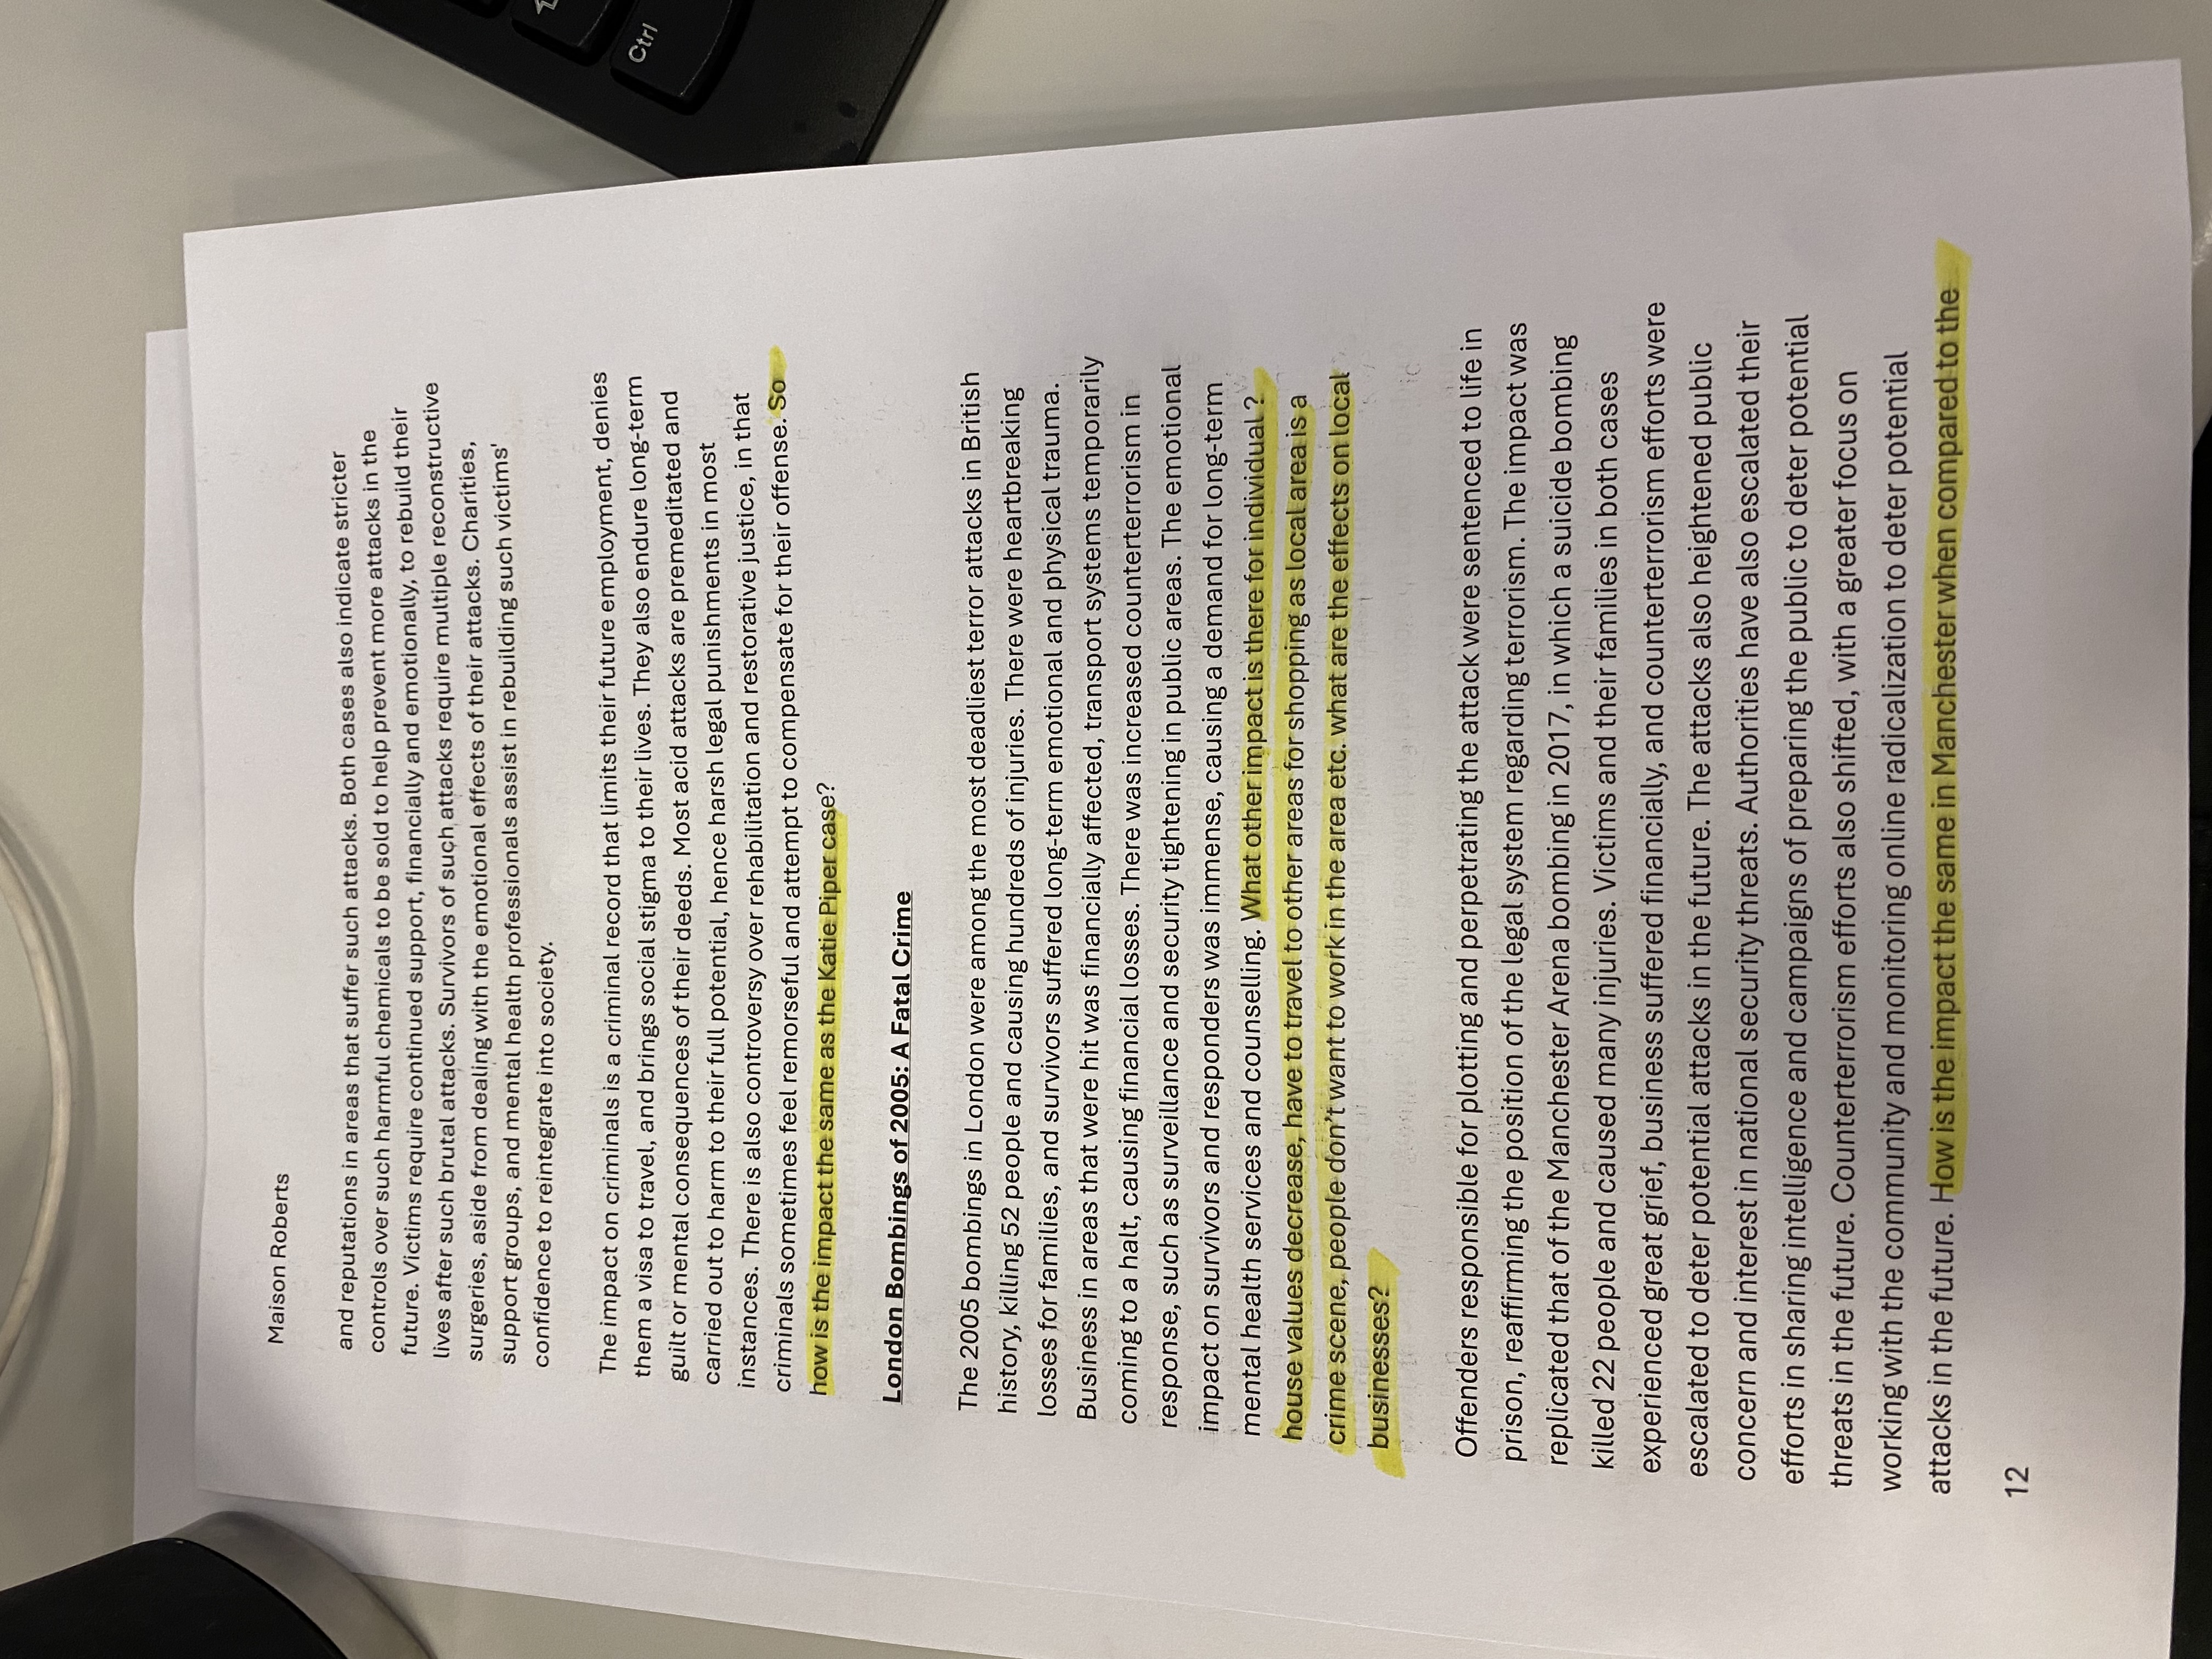 Maison Roberts
and reputations in areas that suffer such attacks. Both cases also indicate stricter
controls over such harmful chemicals to be sold to help prevent more attacks in the
future. Victims require continued support, financially and emotionally, to rebuild their
lives after such brutal attacks. Survivors of such attacks require multiple reconstructive
surgeries, aside from dealing with the emotional effects of their attacks. Charities,
support groups, and mental health professionals assist in rebuilding such victims'
confidence to reintegrate into society.
The impact on criminals is a criminal record that limits their future employment, denies
them a visa to travel, and brings social stigma to their lives. They also endure long-term
guilt or mental consequences of their deeds. Most acid attacks are premeditated and
carried out to harm to their full potential, hence harsh legal punishments in most
instances. There is also controversy over rehabilitation and restorative justice, in that
criminals sometimes feel remorseful and attempt to compensate for their offense. So
how is the impact the same as the Katie Piper case?
London Bombings of 2005: A Fatal Crime
The 2005 bombings in London were among the most deadliest terror attacks in British
history, killing 52 people and causing hundreds of injuries. There were heartbreaking
losses for families, and survivors suffered long-term emotional and physical trauma.
Business in areas that were hit was financially affected, transport systems temporarily
coming to a halt, causing financial losses. There was increased counterterrorism in
response, such as surveillance and security tightening in public areas. The emotional
impact on survivors and responders was immense, causing a demand for long-term
mental health services and counselling. What other impact is there for individual ?
house values decrease, have to travel to other areas for shopping as local area is a
crime scene, people don't want to work in the area etc. what are the effects on local
businesses?
Offenders responsible for plotting and perpetrating the attack were sentenced to life in
prison, reaffirming the position of the legal system regarding terrorism. The impact was
replicated that of the Manchester Arena bombing in 2017, in which a suicide bombing
killed 22 people and caused many injuries. Victims and their families in both cases
experienced great grief, business suffered financially, and counterterrorism efforts were
escalated to deter potential attacks in the future. The attacks also heightened public
concern and interest in national security threats. Authorities have also escalated their
efforts in sharing intelligence and campaigns of preparing the public to deter potential
threats in the future. Counterterrorism efforts also shifted, with a greater focus on
working with the community and monitoring online radicalization to deter potential
attacks in the future. How is the impact the same in Manchester when compared to the
12
Ctrl